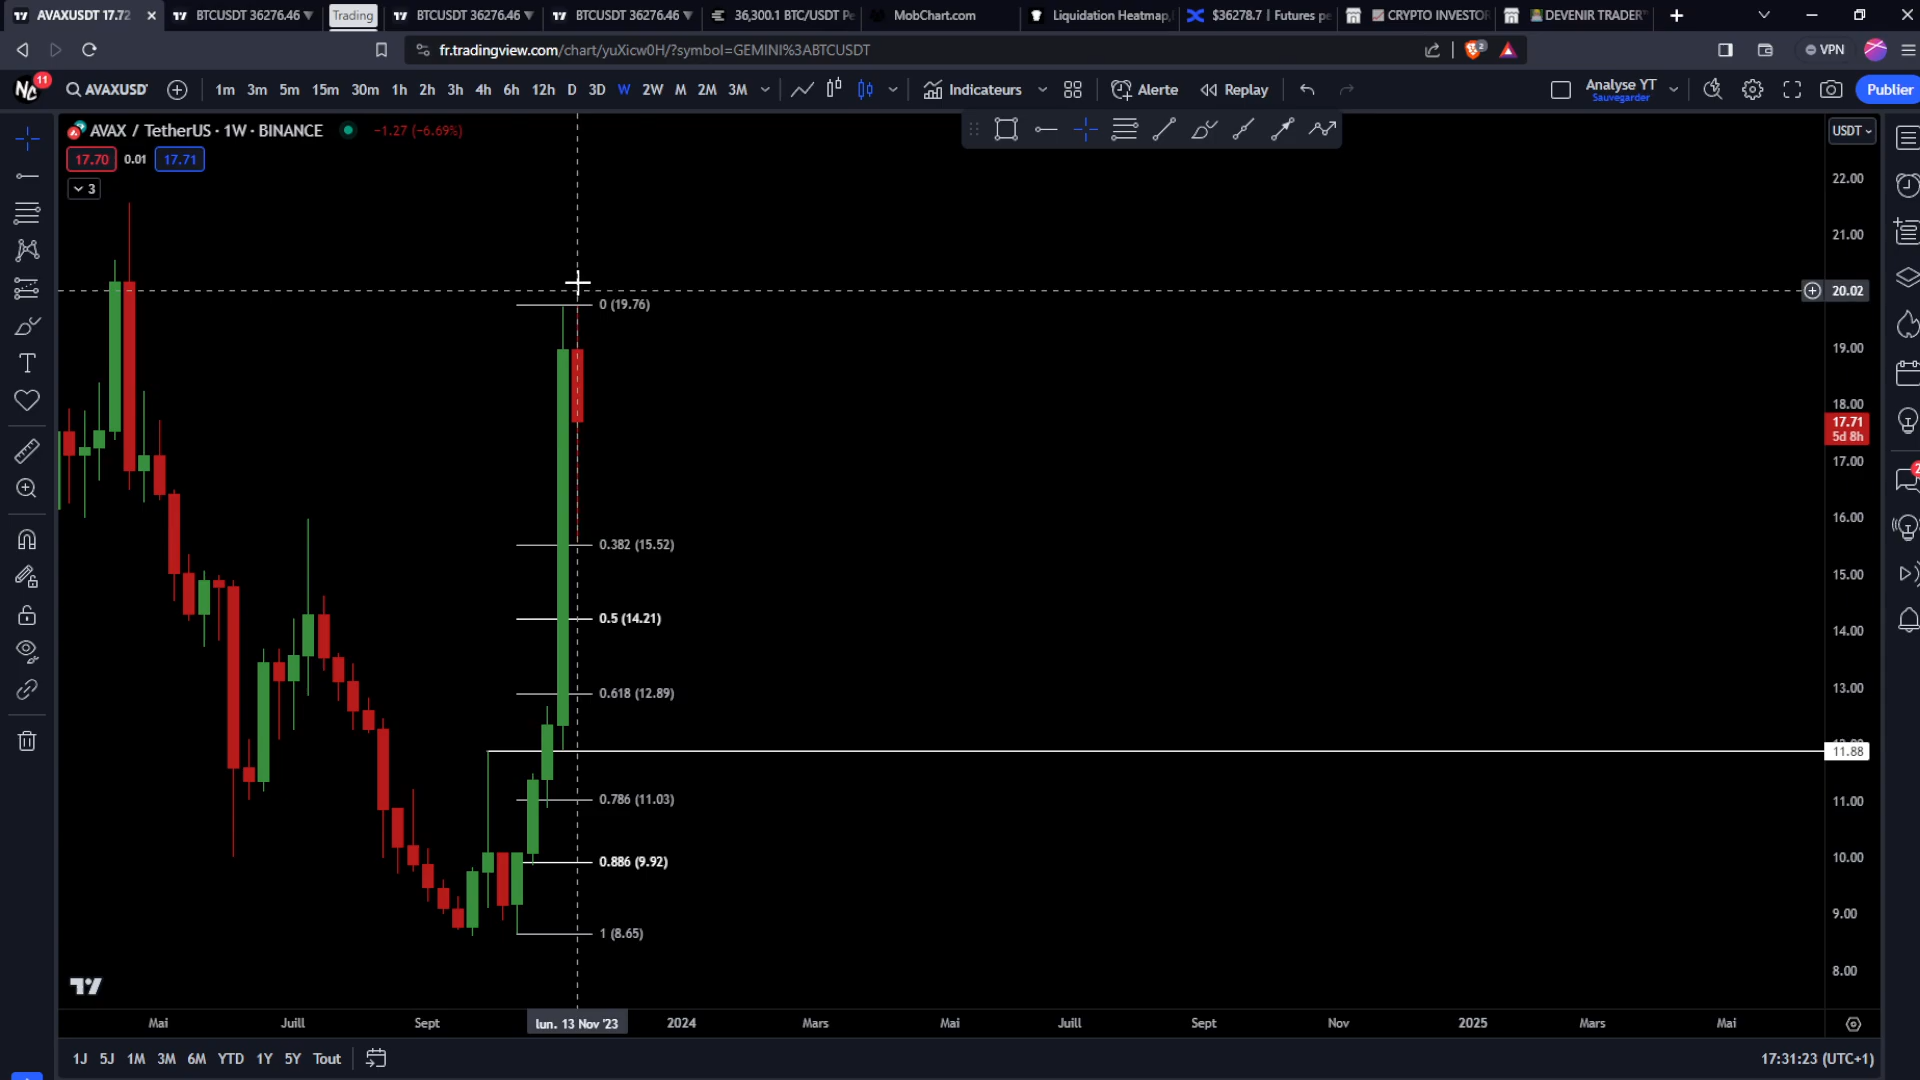 AVAXUSDT 17.72
BTCUSDT 36276.46 ▼
Trading
BTCUSDT 36276.46 ▼
BTCUSDT 36276.46 ▼
36,300.1 BTC/USDT Pe
MobChart.com
Liquidation Heatmap,
$36278.7 | Futures pe
CRYPTO INVESTOR
DEVENIR TRADER
fr.tradingview.com/chart/yuXicw0H/?symbol=GEMINI%3ABTCUSDT
2
VPN
11
AVAXUSDT
1m 3m 5m 15m 30m 1h 2h 3h 4h 6h 12h D 3D W 2W M 2M 3M
Indicateurs
Alerte
Replay
Analyse YT
Sauvegarder
Publier
AVAX / TetherUS · 1W · BINANCE
−1.27 (−6.69%)
17.70 0.01 17.71
3
USDT
22.00
21.00
20.02
19.00
18.00
17.71
5d 8h
17.00
16.00
15.00
14.00
13.00
11.88
11.00
10.00
9.00
8.00
0 (19.76)
0.382 (15.52)
0.5 (14.21)
0.618 (12.89)
0.786 (11.03)
0.886 (9.92)
1 (8.65)
Mai Juill Sept lun. 13 Nov '23 2024 Mars Mai Juill Sept Nov 2025 Mars Mai
1J 5J 1M 3M 6M YTD 1Y 5Y Tout
17:31:23 (UTC+1)